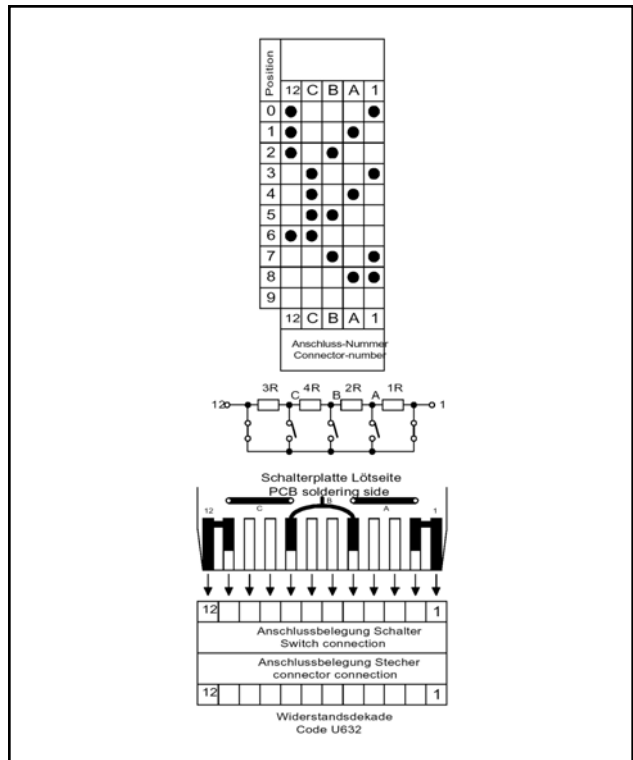 Position
12 C B A 1
0
1
2
3
4
5
6
7
8
9
12 C B A 1
Anschluss-Nummer
Connector-number
3R C 4R B 2R A 1R
12 1
Schalterplatte Lötseite
PCB soldering side
12 C B A 1
12 1
Anschlussbelegung Schalter
Switch connection
Anschlussbelegung Stecher
connector connection
12 1
Widerstandsdekade
Code U632